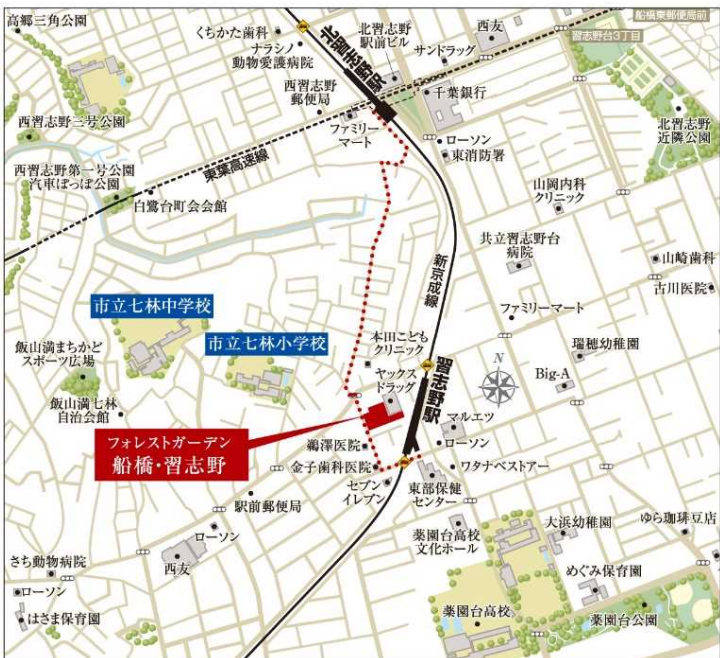 高郷三角公園
くちかた歯科
ナラシノ
動物愛護病院
北習志野
駅前ビル
西友
船橋東郵便局前
習志野台3丁目
サンドラッグ
北習志野駅
西習志野
郵便局
千葉銀行
西習志野三号公園
ファミリー
マート
ローソン
東消防署
北習志野
近隣公園
西習志野第一号公園
汽車ぽっぽ公園
東葉高速線
白鷺台町会会館
山岡内科
クリニック
共立習志野台
病院
山崎歯科
新京成線
古川医院
市立七林中学校
ファミリーマート
市立七林小学校
本田こども
クリニック
瑞穂幼稚園
飯山満まちかど
スポーツ広場
ヤックス
ドラッグ
習志野駅
N
Big-A
飯山満七林
自治会館
マルエツ
フォレストガーデン
船橋・習志野
鵜澤医院
ローソン
金子歯科医院
ワタナベストアー
セブン
イレブン
東部保健
センター
駅前郵便局
ローソン
薬園台高校
文化ホール
大浜幼稚園
ゆら珈琲豆店
さち動物病院
西友
ローソン
めぐみ保育園
はさま保育園
薬園台高校
薬園台公園